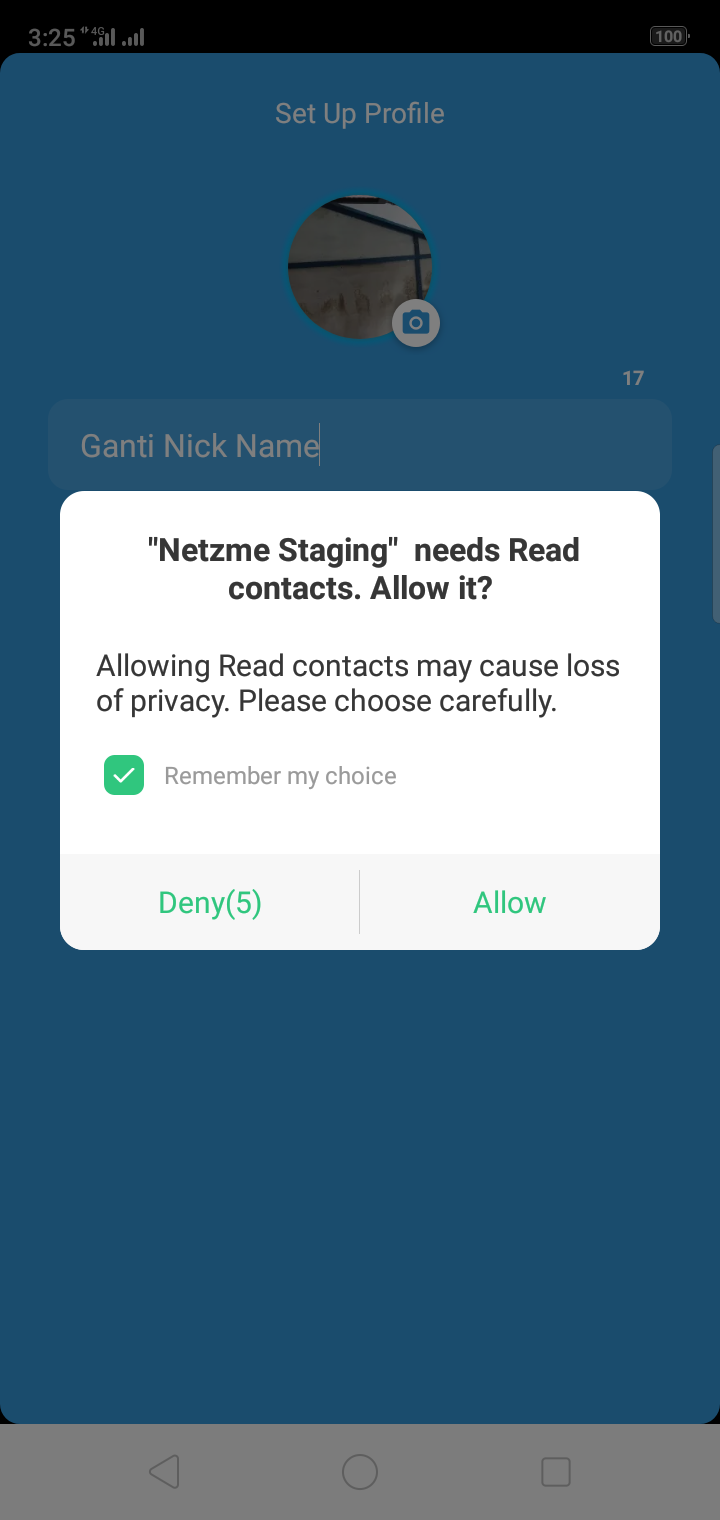 3:25 4G 100
Set Up Profile
17
Ganti Nick Name
"Netzme Staging"  needs Read
contacts. Allow it?
Allowing Read contacts may cause loss
of privacy. Please choose carefully.
Remember my choice
Deny(5) Allow